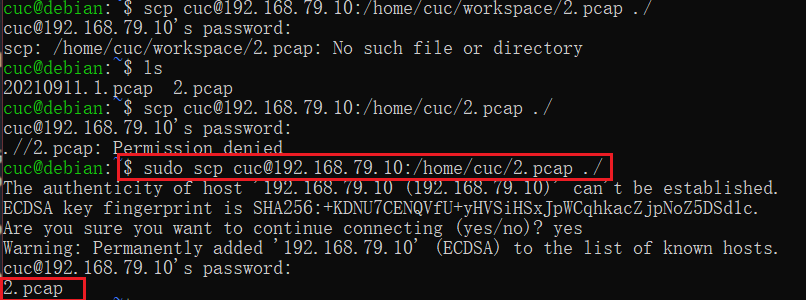 cuc@debian:~$ scp cuc@192.168.79.10:/home/cuc/workspace/2.pcap ./
cuc@192.168.79.10's password:
scp: /home/cuc/workspace/2.pcap: No such file or directory
cuc@debian:~$ ls
20210911.1.pcap  2.pcap
cuc@debian:~$ scp cuc@192.168.79.10:/home/cuc/2.pcap ./
cuc@192.168.79.10's password:
.//2.pcap: Permission denied
cuc@debian:~$ sudo scp cuc@192.168.79.10:/home/cuc/2.pcap ./
The authenticity of host '192.168.79.10 (192.168.79.10)' can't be established.
ECDSA key fingerprint is SHA256:+KDNU7CENQVfU+yHVSiHSxJpWCqhkacZjpNoZ5DSdlc.
Are you sure you want to continue connecting (yes/no)? yes
Warning: Permanently added '192.168.79.10' (ECDSA) to the list of known hosts.
cuc@192.168.79.10's password:
2.pcap